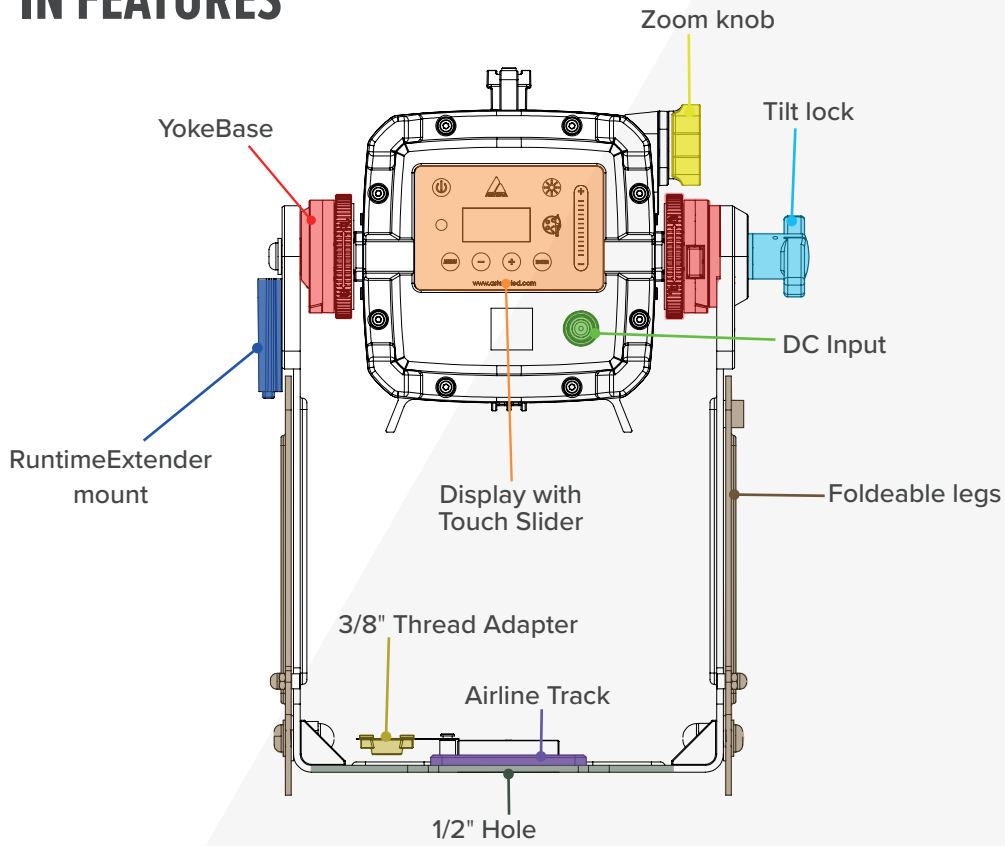 IN FEATURES
Zoom knob
Tilt lock
YokeBase
DC Input
RuntimeExtender
mount
Display with
Touch Slider
Foldeable legs
3/8" Thread Adapter
Airline Track
1/2" Hole